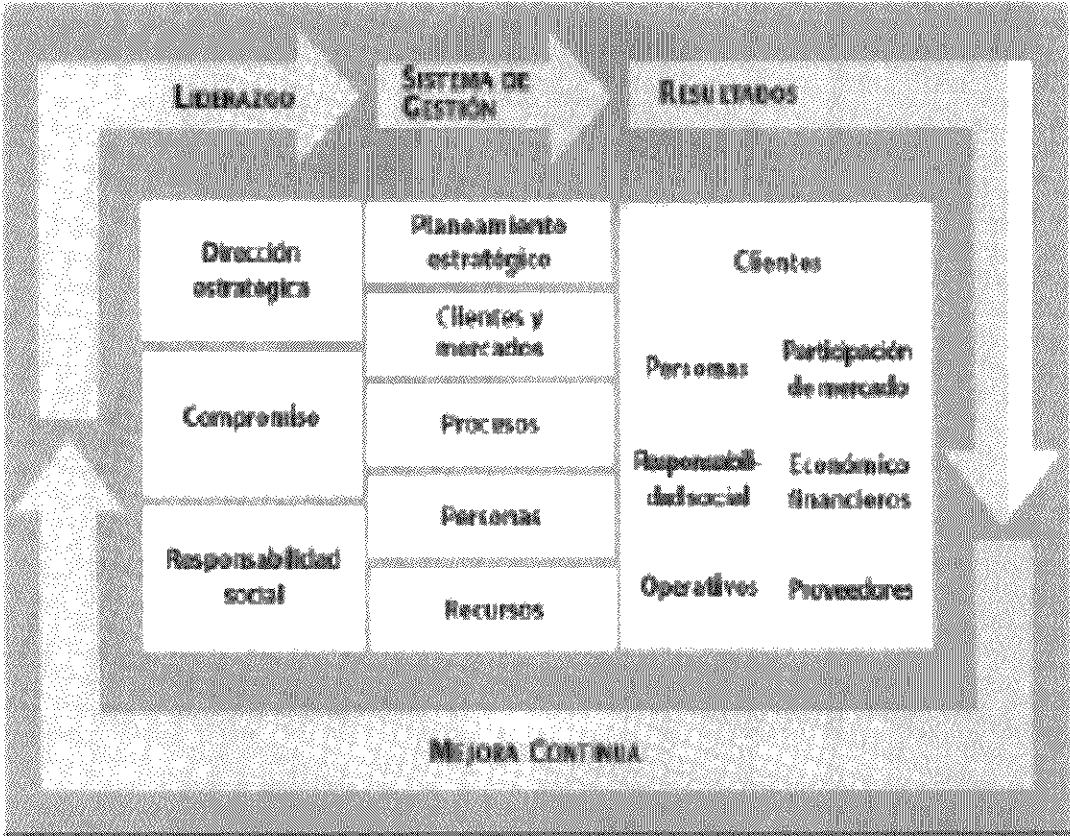 LIDERAZGO
SISTEMA DE
GESTIÓN
RESULTADOS
Dirección
estratégica
Compromiso
Responsabilidad
social
Planeamiento
estratégico
Clientes y
mercados
Procesos
Personas
Recursos
Clientes
Personas
Participación
de mercado
Responsabili-
dad social
Económico
financieros
Operativos
Proveedores
MEJORA CONTINUA